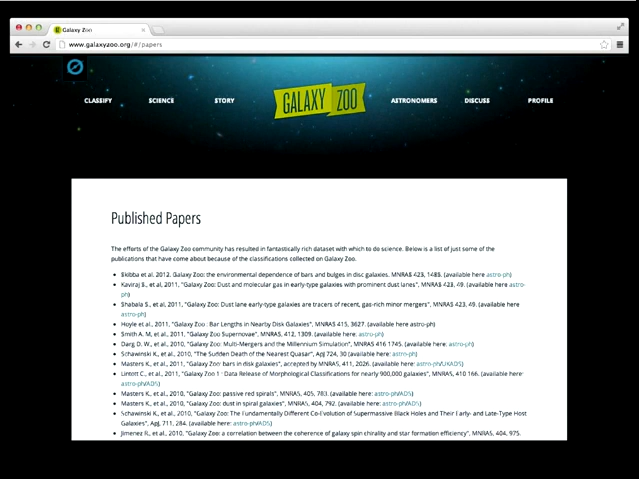 Galaxy Zoo
www.galaxyzoo.org/#/papers
CLASSIFY SCIENCE STORY GALAXY ZOO ASTRONOMERS DISCUSS PROFILE
Published Papers
The efforts of the Galaxy Zoo community has resulted in fantastically rich dataset with which to do science. Below is a list of just some of the
publications that have come about because of the classifications collected on Galaxy Zoo.
Skibba et al. 2012, Galaxy Zoo: the environmental dependence of bars and bulges in disc galaxies. MNRAS 423, 1485. (available here astro-ph)
Kaviraj S., et al, 2011, "Galaxy Zoo: Dust and molecular gas in early-type galaxies with prominent dust lanes", MNRAS 423, 49. (available here astro-
ph)
Shabala S., et al, 2011, "Galaxy Zoo: Dust lane early-type galaxies are tracers of recent, gas-rich minor mergers", MNRAS 423, 49. (available here
astro-ph)
Hoyle et al., 2011, "Galaxy Zoo: Bar Lengths in Nearby Disk Galaxies", MNRAS 415, 3627. (available here astro-ph)
Smith A. M, et al., 2011, "Galaxy Zoo Supernovae", MNRAS, 412, 1309. (available here: astro-ph)
Darg D. W., et al., 2010, "Galaxy Zoo: Multi-Mergers and the Millennium Simulation", MNRAS 416 1745. (available here: astro-ph)
Schawinski K., et al., 2010, "The Sudden Death of the Nearest Quasar", ApJ 724, 30 (available here: astro-ph)
Masters K., et al., 2011, "Galaxy Zoo: bars in disk galaxies", accepted by MNRAS, 411, 2026. (available here: astro-ph/UKADS)
Lintott C., et al., 2011, "Galaxy Zoo 1 : Data Release of Morphological Classifications for nearly 900,000 galaxies", MNRAS, 410 166. (available here:
astro-ph/ADS)
Masters K., et al., 2010, "Galaxy Zoo: passive red spirals", MNRAS, 405, 783. (available here: astro-ph/ADS)
Masters K., et al., 2010, "Galaxy Zoo: dust in spiral galaxies", MNRAS, 404, 792. (available here: astro-ph/ADS)
Schawinski K., et al., 2010, "Galaxy Zoo: The Fundamentally Different Co-Evolution of Supermassive Black Holes and Their Early- and Late-Type Host
Galaxies", ApJ, 711, 284. (available here: astro-ph/ADS)
Jimenez R., et al., 2010, "Galaxy Zoo: a correlation between the coherence of galaxy spin chirality and star formation efficiency", MNRAS, 404, 975.